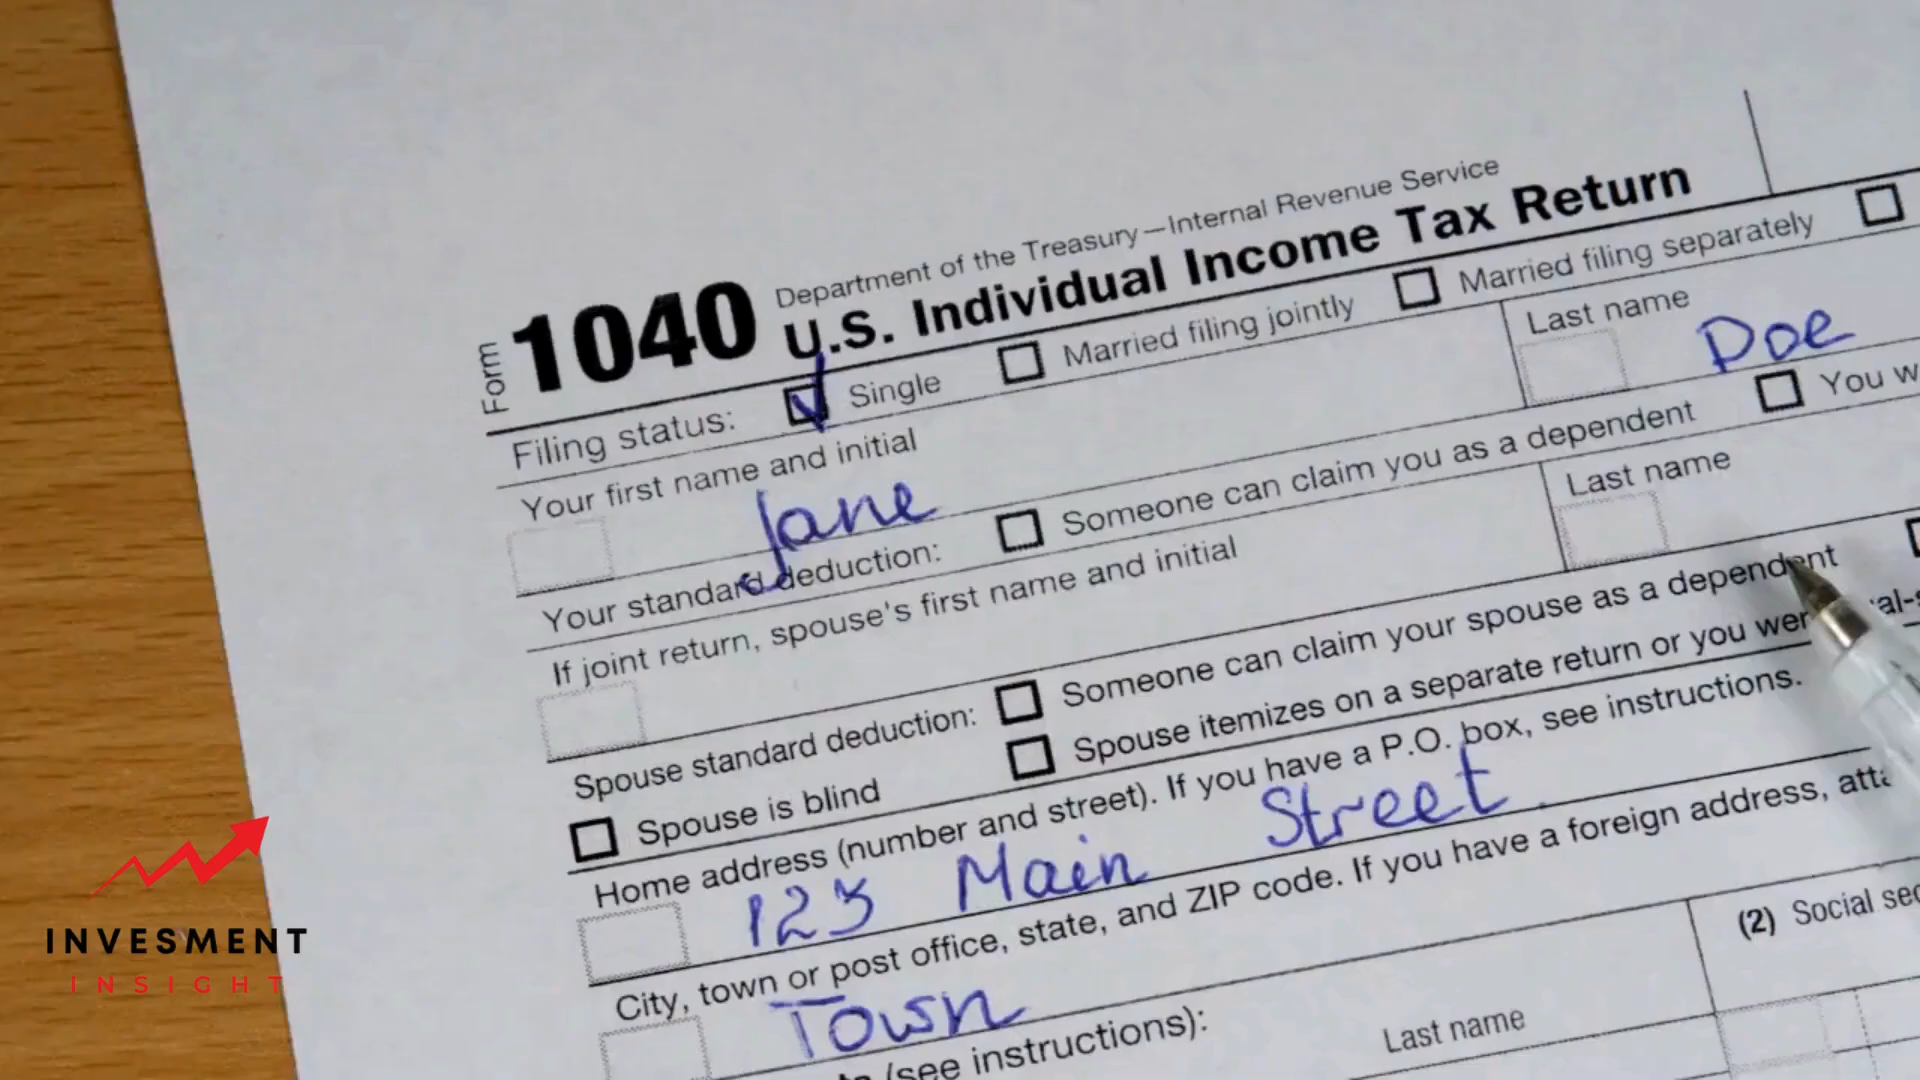 Form 1040 Department of the Treasury—Internal Revenue Service
U.S. Individual Income Tax Return
Filing status: Single Married filing jointly Married filing separately
Your first name and initial Last name
Jane Doe
Your standard deduction: Someone can claim you as a dependent You
If joint return, spouse's first name and initial Last name
Spouse standard deduction: Someone can claim your spouse as a dependent
Spouse is blind Spouse itemizes on a separate return or you
Home address (number and street). If you have a P.O. box, see instructions.
123 Main Street
City, town or post office, state, and ZIP code. If you have a foreign address,
Town
(see instructions):
Last name
(2) Social
INVESMENT
INSIGHT